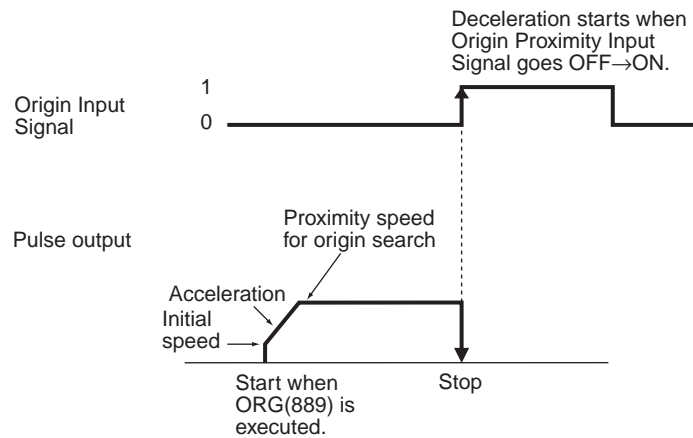 Deceleration starts when
Origin Proximity Input
Signal goes OFF→ON.
1
Origin Input
Signal
0
Proximity speed
for origin search
Pulse output
Acceleration
Initial
speed
Start when
ORG(889) is
executed.
Stop